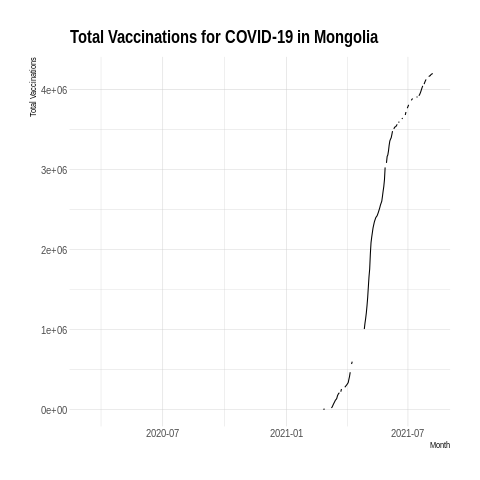 Total Vaccinations for COVID-19 in Mongolia
Total Vaccinations
4e+06
3e+06
2e+06
1e+06
0e+00
2020-07 2021-01 2021-07
Month